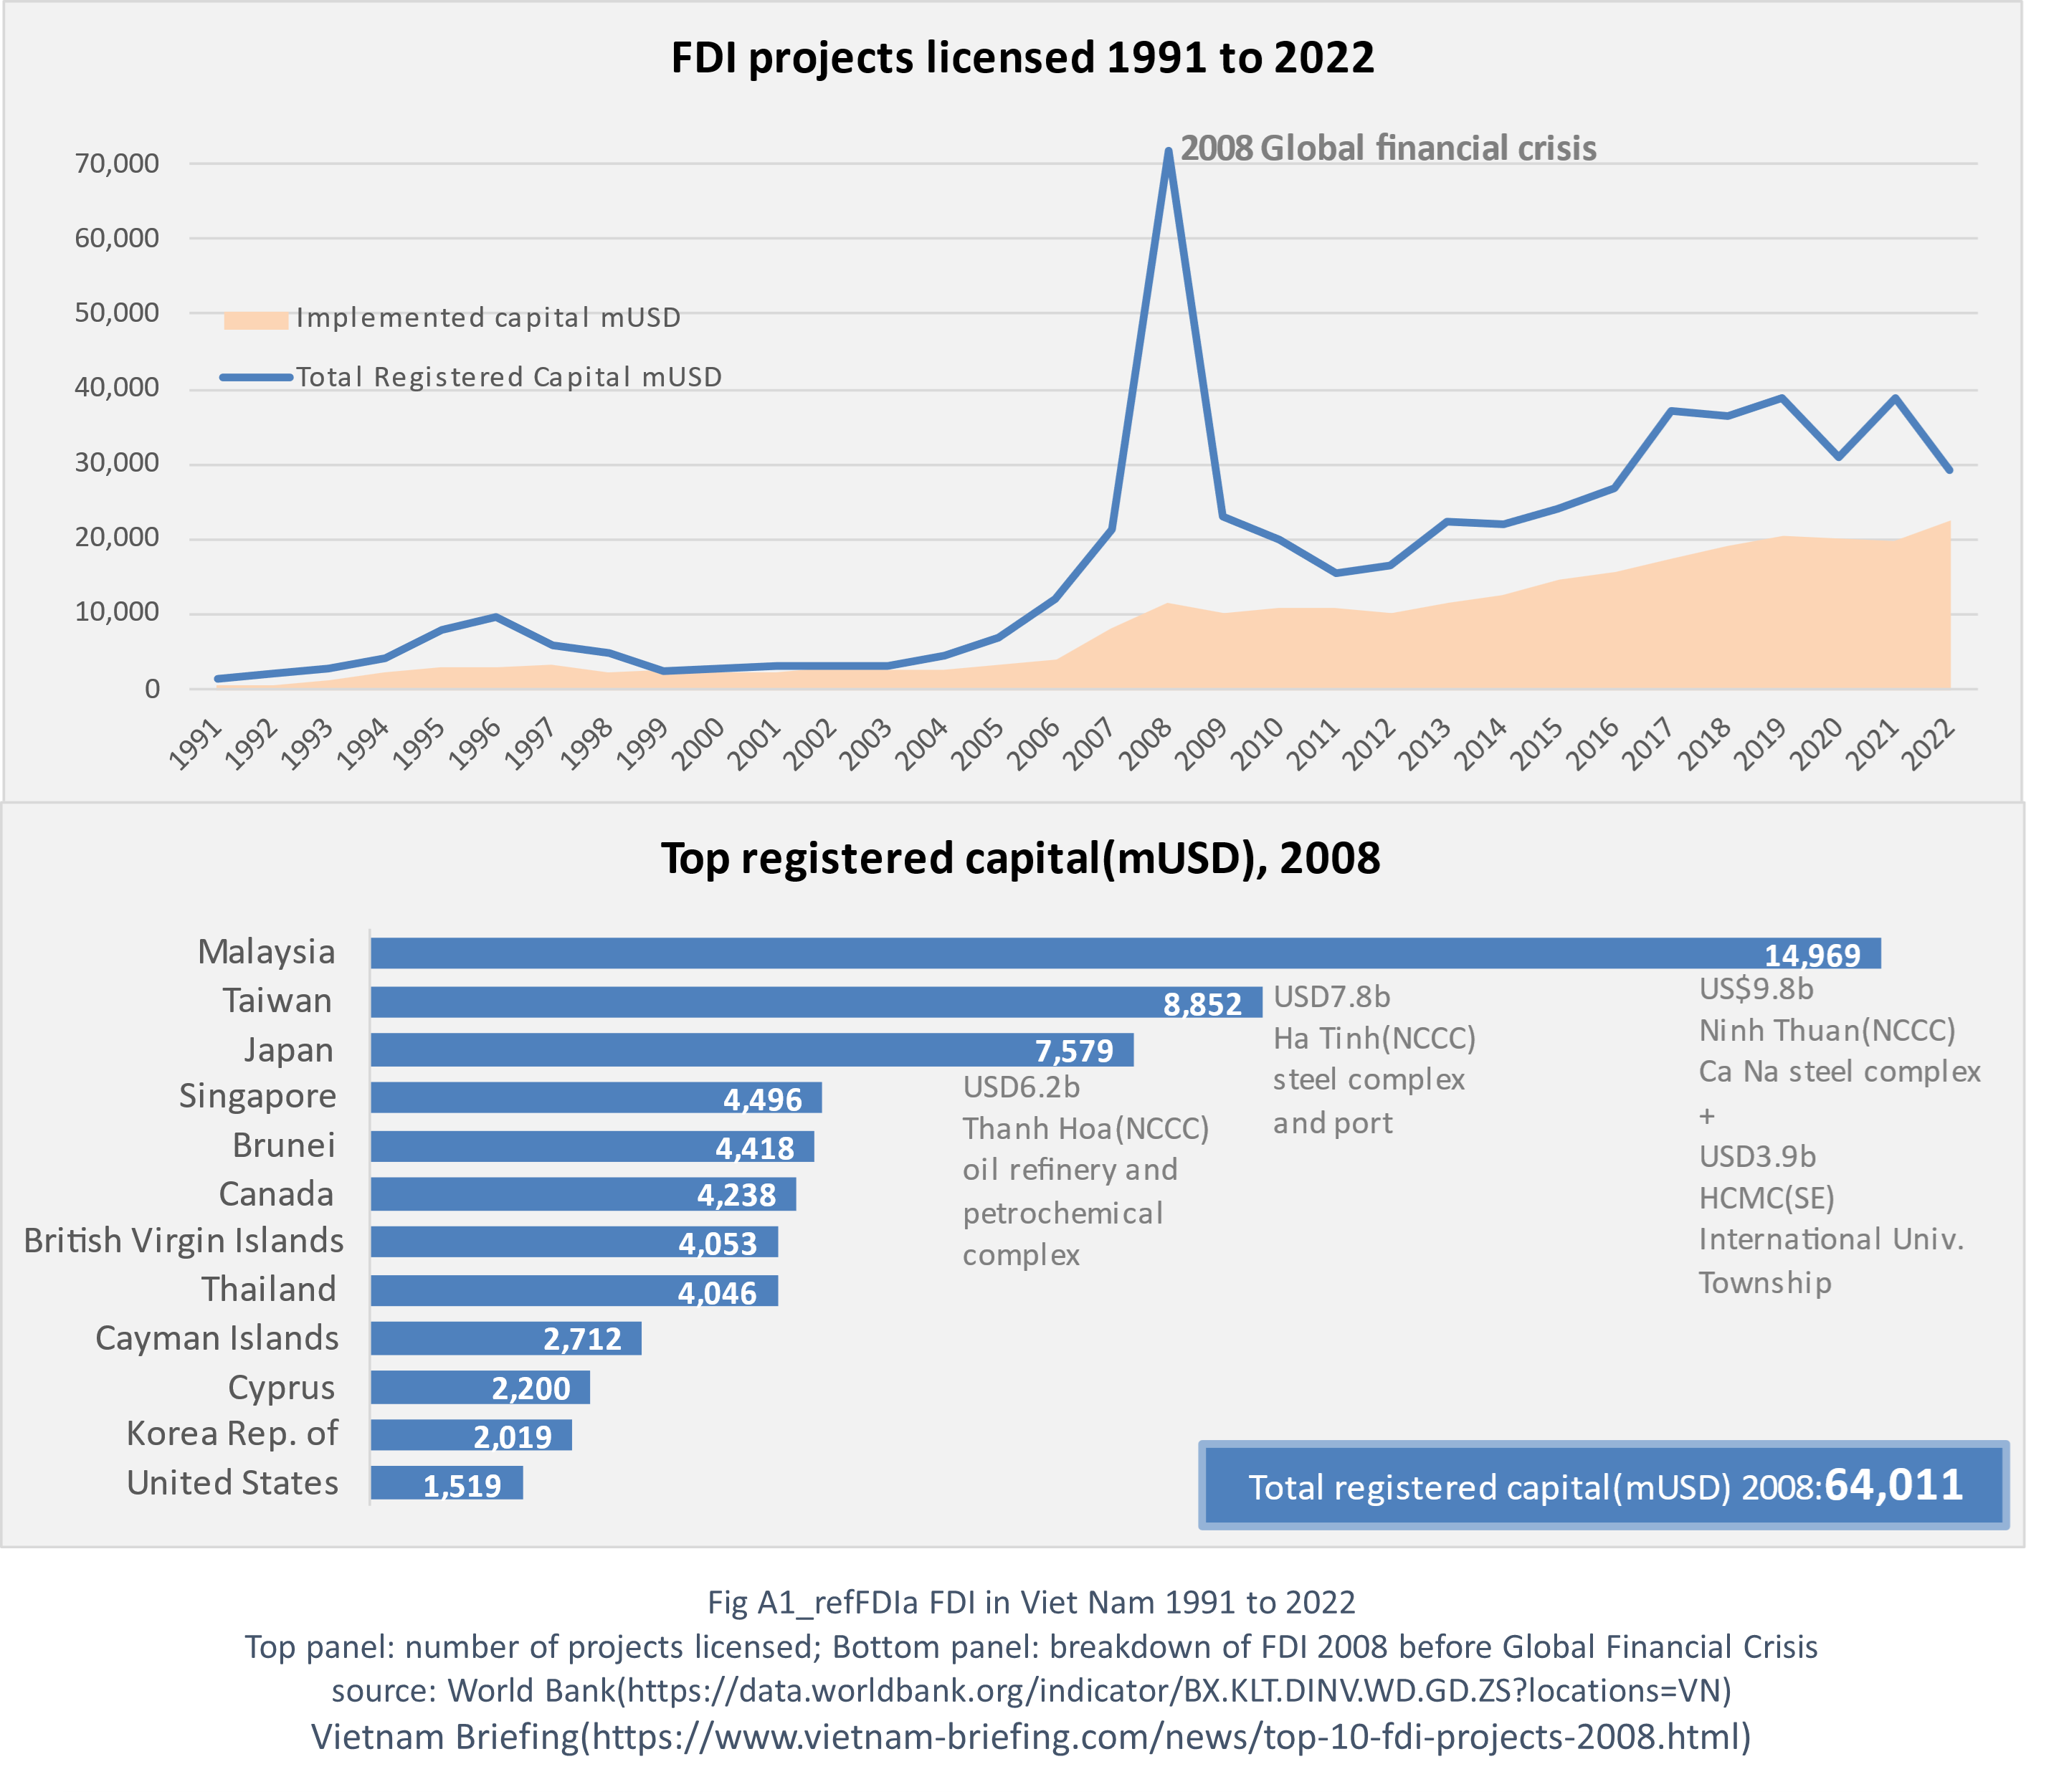 FDI projects licensed 1991 to 2022
2008 Global financial crisis
70,000
60,000
50,000
40,000
30,000
20,000
10,000
0
Implemented capital mUSD
Total Registered Capital mUSD
1991
1992
1993
1994
1995
1996
1997
1998
1999
2000
2001
2002
2003
2004
2005
2006
2007
2008
2009
2010
2011
2012
2013
2014
2015
2016
2017
2018
2019
2020
2021
2022
Top registered capital(mUSD), 2008
Malaysia 14,969
Taiwan 8,852
Japan 7,579
Singapore 4,496
Brunei 4,418
Canada 4,238
British Virgin Islands 4,053
Thailand 4,046
Cayman Islands 2,712
Cyprus 2,200
Korea Rep. of 2,019
United States 1,519
USD6.2b
Thanh Hoa(NCCC)
oil refinery and
petrochemical
complex
USD7.8b
Ha Tinh(NCCC)
steel complex
and port
US$9.8b
Ninh Thuan(NCCC)
Ca Na steel complex
+
USD3.9b
HCMC(SE)
International Univ.
Township
Total registered capital(mUSD) 2008:64,011
Fig A1_refFDIa FDI in Viet Nam 1991 to 2022
Top panel: number of projects licensed; Bottom panel: breakdown of FDI 2008 before Global Financial Crisis
source: World Bank(https://data.worldbank.org/indicator/BX.KLT.DINV.WD.GD.ZS?locations=VN)
Vietnam Briefing(https://www.vietnam-briefing.com/news/top-10-fdi-projects-2008.html)